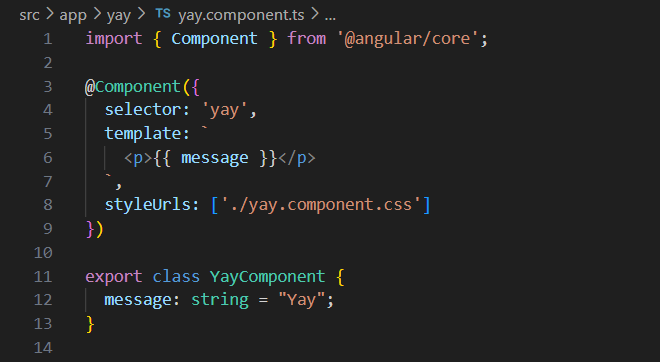 src > app > yay > TS yay.component.ts > ...
1 import { Component } from '@angular/core';
2
3 @Component({
4   selector: 'yay',
5   template: `
6     <p>{{ message }}</p>
7   `,
8   styleUrls: ['./yay.component.css']
9 })
10
11 export class YayComponent {
12   message: string = "Yay";
13 }
14